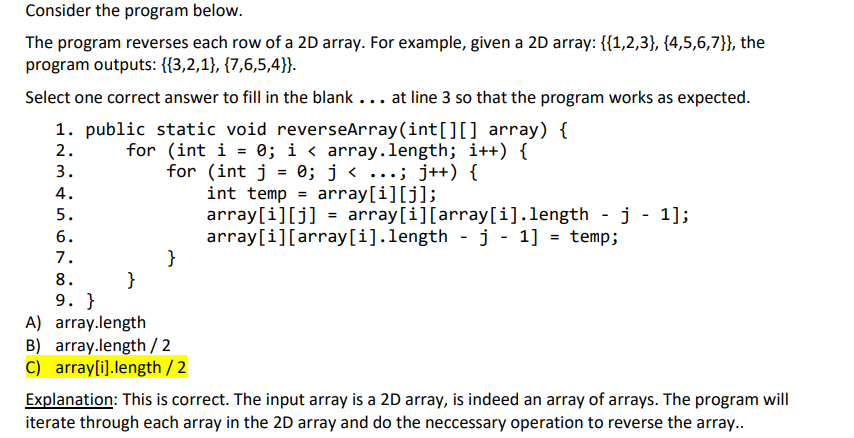 Consider the program below.
The program reverses each row of a 2D array. For example, given a 2D array: {{1,2,3}, {4,5,6,7}}, the
program outputs: {{3,2,1}, {7,6,5,4}}.
Select one correct answer to fill in the blank ... at line 3 so that the program works as expected.
1. public static void reverseArray(int[][] array) {
2.     for (int i = 0; i < array.length; i++) {
3.         for (int j = 0; j < ...; j++) {
4.             int temp = array[i][j];
5.             array[i][j] = array[i][array[i].length - j - 1];
6.             array[i][array[i].length - j - 1] = temp;
7.         }
8.     }
9. }
A) array.length
B) array.length / 2
C) array[i].length / 2
Explanation: This is correct. The input array is a 2D array, is indeed an array of arrays. The program will
iterate through each array in the 2D array and do the neccessary operation to reverse the array..